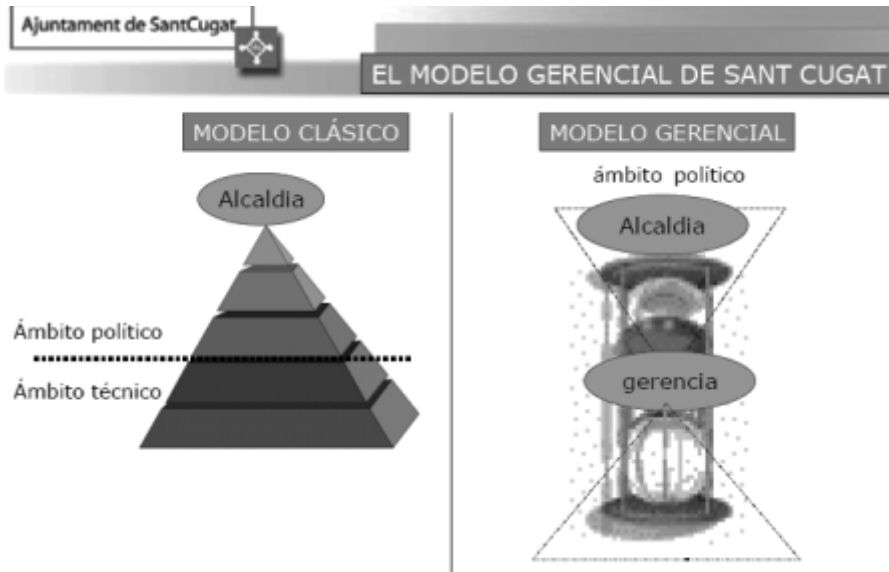 Ajuntament de SantCugat
EL MODELO GERENCIAL DE SANT CUGAT
MODELO CLÁSICO
Alcaldia
Ámbito político
Ámbito técnico
MODELO GERENCIAL
ámbito político
Alcaldia
gerencia